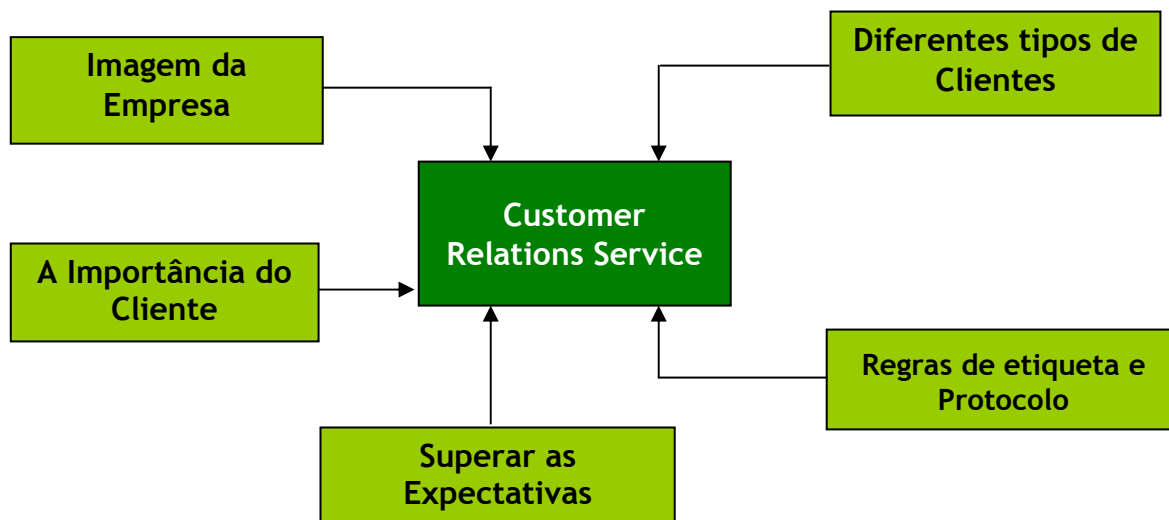 Imagem da
Empresa
Diferentes tipos de
Clientes
Customer
Relations Service
A Importância do
Cliente
Regras de etiqueta e
Protocolo
Superar as
Expectativas